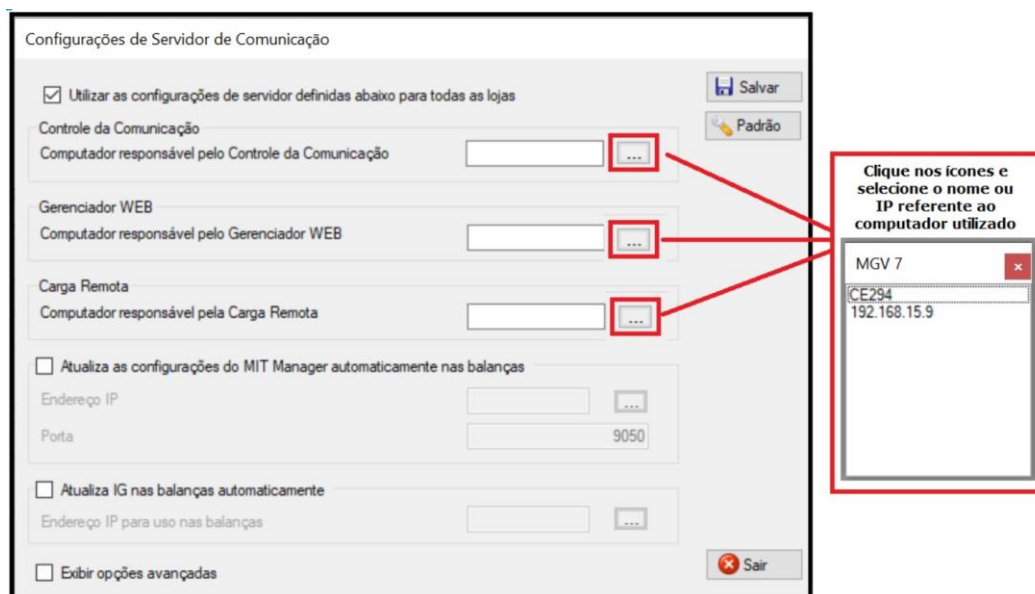 Configurações de Servidor de Comunicação
Utilizar as configurações de servidor definidas abaixo para todas as lojas
Salvar
Padrão
Controle da Comunicação
Computador responsável pelo Controle da Comunicação
...
Gerenciador WEB
Computador responsável pelo Gerenciador WEB
...
Carga Remota
Computador responsável pela Carga Remota
...
Atualiza as configurações do MIT Manager automaticamente nas balanças
Endereço IP
...
Porta
9050
Atualiza IG nas balanças automaticamente
Endereço IP para uso nas balanças
...
Exibir opções avançadas
Sair
Clique nos ícones e
selecione o nome ou
IP referente ao
computador utilizado
MGV 7
x
CE294
192.168.15.9